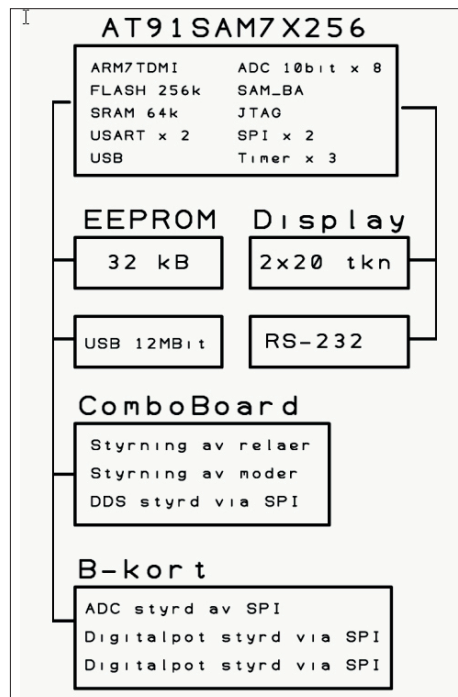 AT91SAM7X256
ARM7TDMI ADC 10bit x 8
FLASH 256k SAM_BA
SRAM 64k JTAG
USART x 2 SPI x 2
USB Timer x 3
EEPROM Display
32 kB 2x20 tkn
USB 12MBit RS-232
ComboBoard
Styrning av relaer
Styrning av moder
DDS styrd via SPI
B-kort
ADC styrd av SPI
Digitalpot styrd via SPI
Digitalpot styrd via SPI